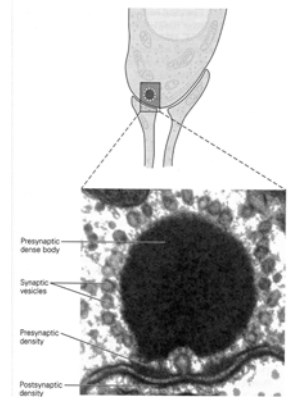 Presynaptic
dense body
Synaptic
vesicles
Presynaptic
density
Postsynaptic
density